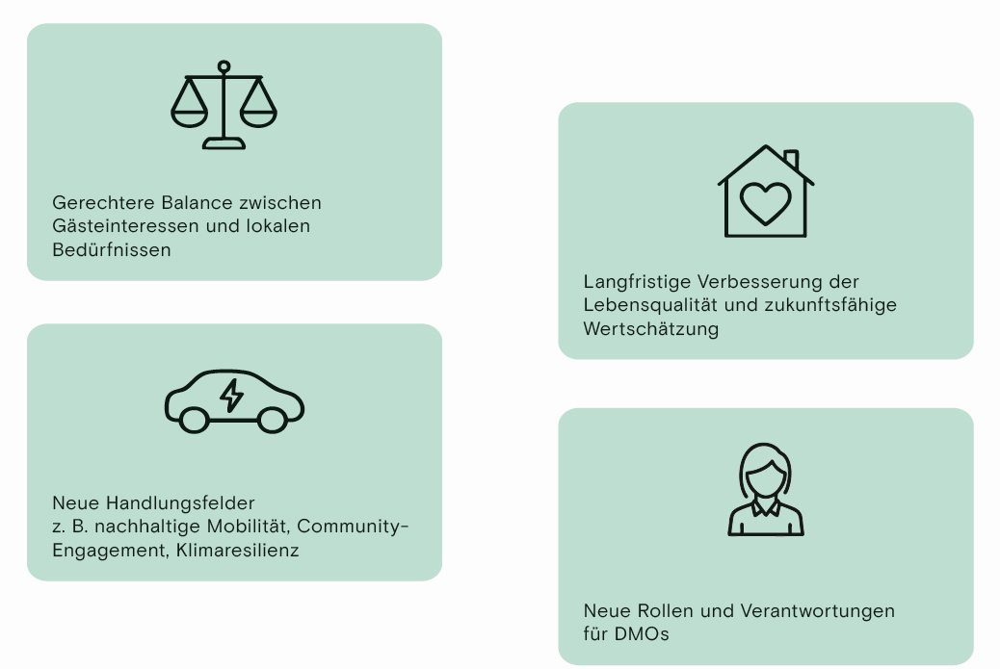 Gerechtere Balance zwischen
Gästeinteressen und lokalen
Bedürfnissen
Langfristige Verbesserung der
Lebensqualität und zukunftsfähige
Wertschätzung
Neue Handlungsfelder
z. B. nachhaltige Mobilität, Community-
Engagement, Klimaresilienz
Neue Rollen und Verantwortungen
für DMOs